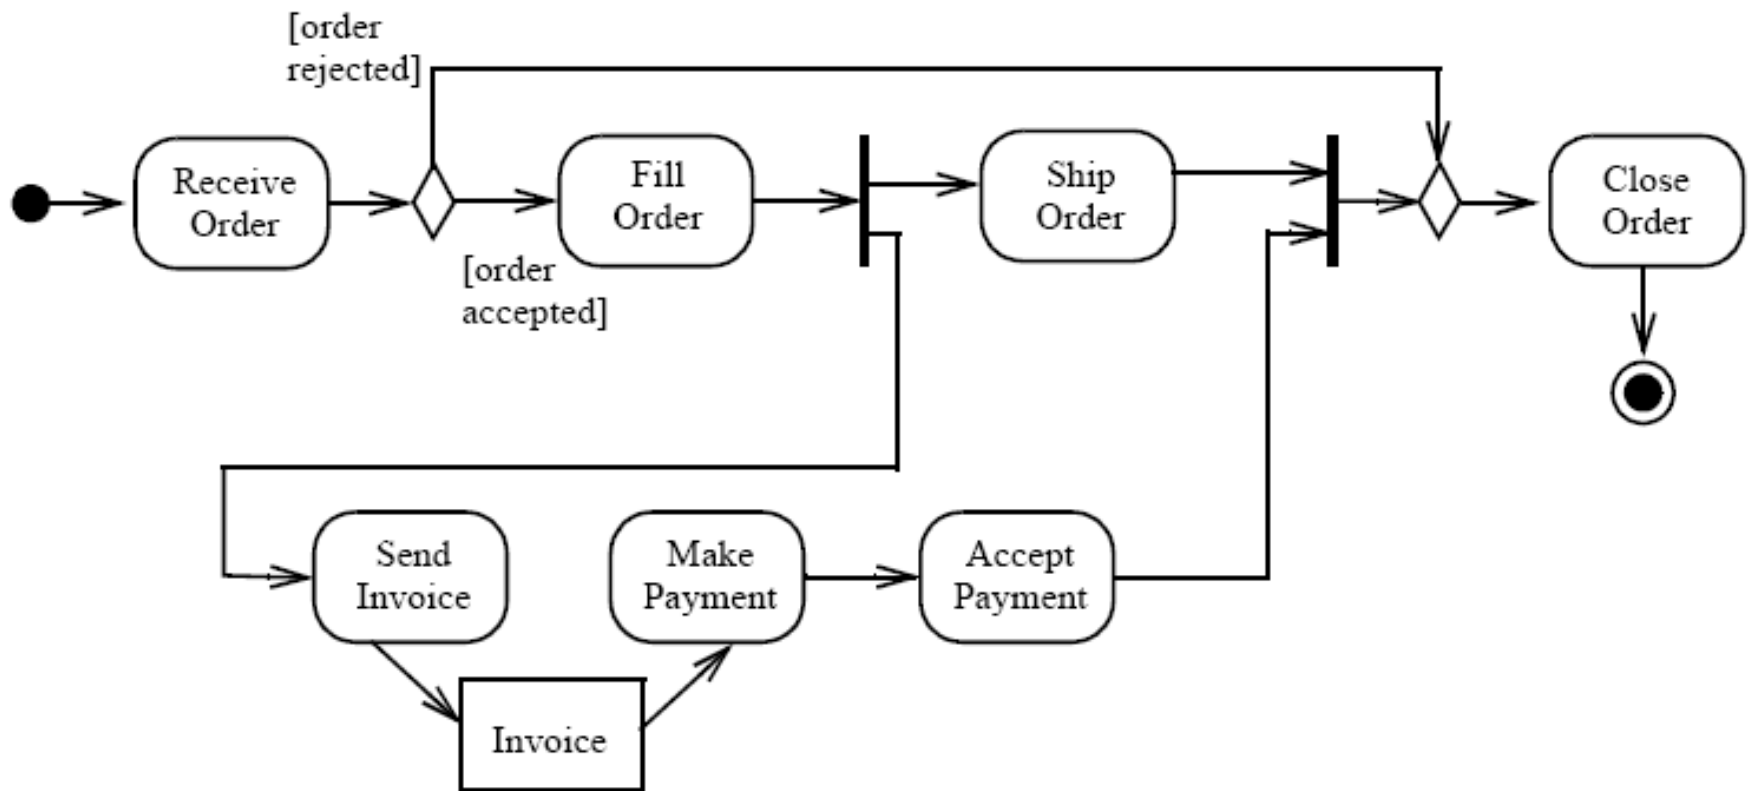 [order
rejected]
Receive
Order
[order
accepted]
Fill
Order
Ship
Order
Close
Order
Send
Invoice
Make
Payment
Accept
Payment
Invoice